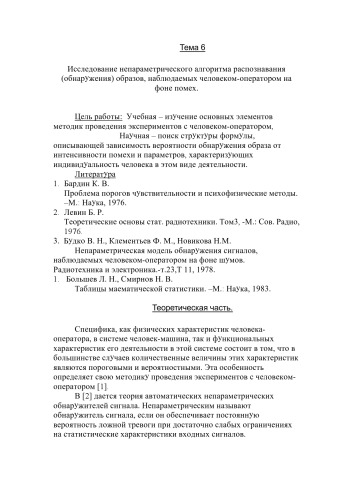 Тема 6
Исследование непараметрического алгоритма распознавания
(обнаружения) образов, наблюдаемых человеком-оператором на
фоне помех.
Цель работы: Учебная – изучение основных элементов
методик проведения экспериментов с человеком-оператором,
Научная – поиск структуры формулы,
описывающей зависимость вероятности обнаружения образа от
интенсивности помехи и параметров, характеризующих
индивидуальность человека в этом виде деятельности.
Литература
1. Бардин К. В.
Проблема порогов чувствительности и психофизические методы.
–М.: Наука, 1976.
2. Левин Б. Р.
Теоретические основы стат. радиотехники. Том3, -М.: Сов. Радио,
1976.
3. Будко В. Н., Клементьев Ф. М., Новикова Н.М.
Непараметрическая модель обнаружения сигналов,
наблюдаемых человеком-оператором на фоне шумов.
Радиотехника и электроника.-т.23,Т 11, 1978.
1. Большев Л. Н., Смирнов Н. В.
Таблицы маематической статистики. –М.: Наука, 1983.
Теоретическая часть.
Специфика, как физических характеристик человека-
оператора, в системе человек-машина, так и функциональных
характеристик его деятельности в этой системе состоит в том, что в
большинстве случаев количественные величины этих характеристик
являются пороговыми и вероятностными. Эта особенность
определяет свою методику проведения экспериментов с человеком-
оператором [1].
В [2] дается теория автоматических непараметрических
обнаружителей сигнала. Непараметрическим называют
обнаружитель сигнала, если он обеспечивает постоянную
вероятность ложной тревоги при достаточно слабых ограничениях
на статистические характеристики входных сигналов.